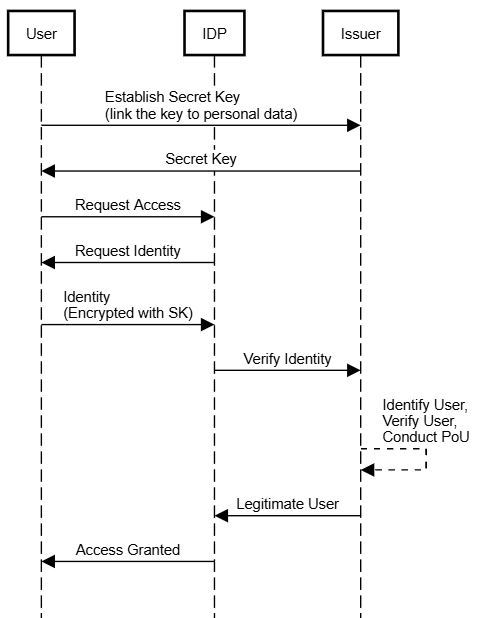 User
IDP
Issuer
Establish Secret Key
(link the key to personal data)
Secret Key
Request Access
Request Identity
Identity
(Encrypted with SK)
Verify Identity
Identify User,
Verify User,
Conduct PoU
Legitimate User
Access Granted